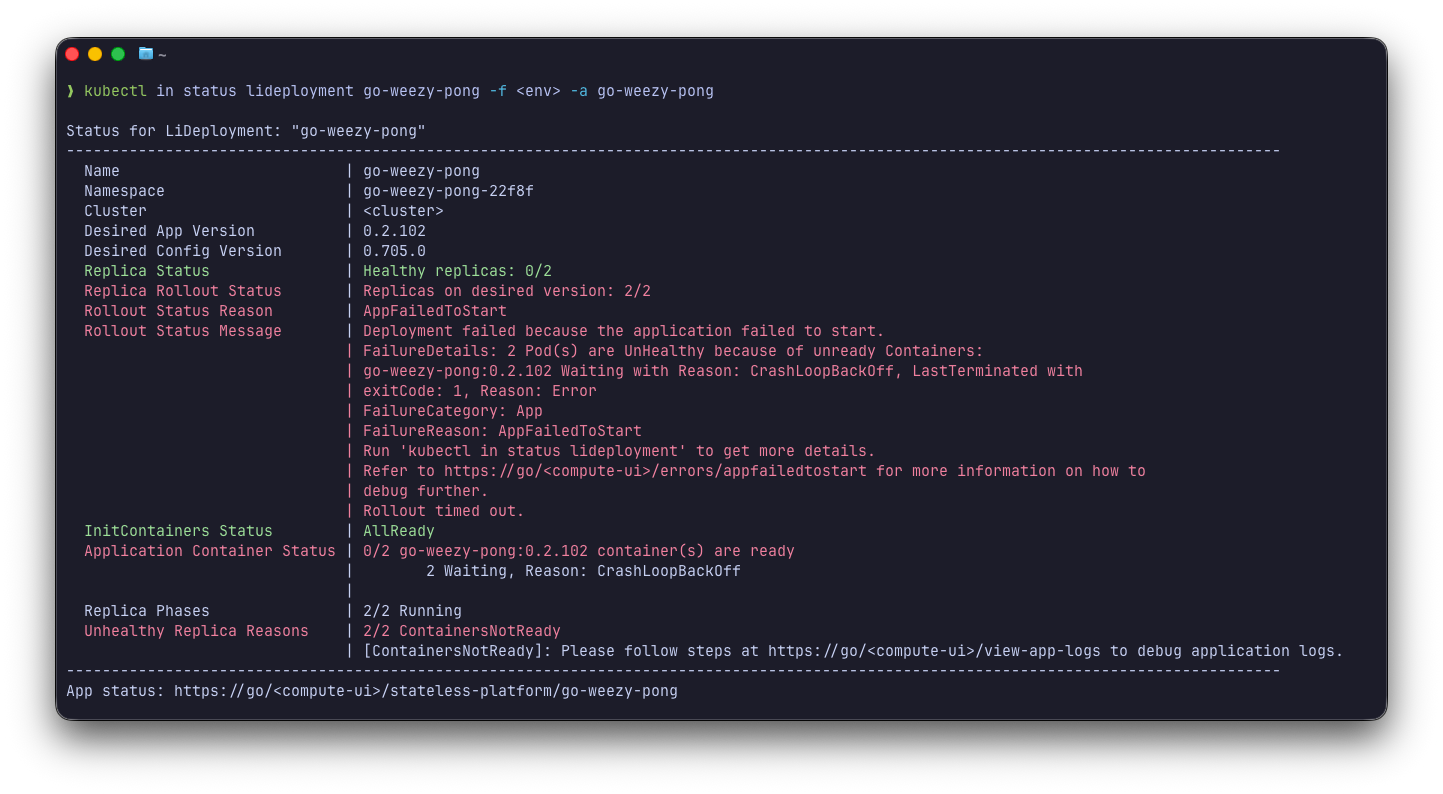 ~
❯ kubectl in status lideployment go-weezy-pong -f <env> -a go-weezy-pong
Status for LiDeployment: "go-weezy-pong"
---------------------------------------------------------------------------------------------------------------------------------------
Name | go-weezy-pong
Namespace | go-weezy-pong-22f8f
Cluster | <cluster>
Desired App Version | 0.2.102
Desired Config Version | 0.705.0
Replica Status | Healthy replicas: 0/2
Replica Rollout Status | Replicas on desired version: 2/2
Rollout Status Reason | AppFailedToStart
Rollout Status Message | Deployment failed because the application failed to start.
| FailureDetails: 2 Pod(s) are UnHealthy because of unready Containers:
| go-weezy-pong:0.2.102 Waiting with Reason: CrashLoopBackOff, LastTerminated with
| exitCode: 1, Reason: Error
| FailureCategory: App
| FailureReason: AppFailedToStart
| Run 'kubectl in status lideployment' to get more details.
| Refer to https://go/<compute-ui>/errors/appfailedtostart for more information on how to
| debug further.
| Rollout timed out.
InitContainers Status | AllReady
Application Container Status | 0/2 go-weezy-pong:0.2.102 container(s) are ready
| 2 Waiting, Reason: CrashLoopBackOff
|
Replica Phases | 2/2 Running
Unhealthy Replica Reasons | 2/2 ContainersNotReady
| [ContainersNotReady]: Please follow steps at https://go/<compute-ui>/view-app-logs to debug application logs.
---------------------------------------------------------------------------------------------------------------------------------------
App status: https://go/<compute-ui>/stateless-platform/go-weezy-pong